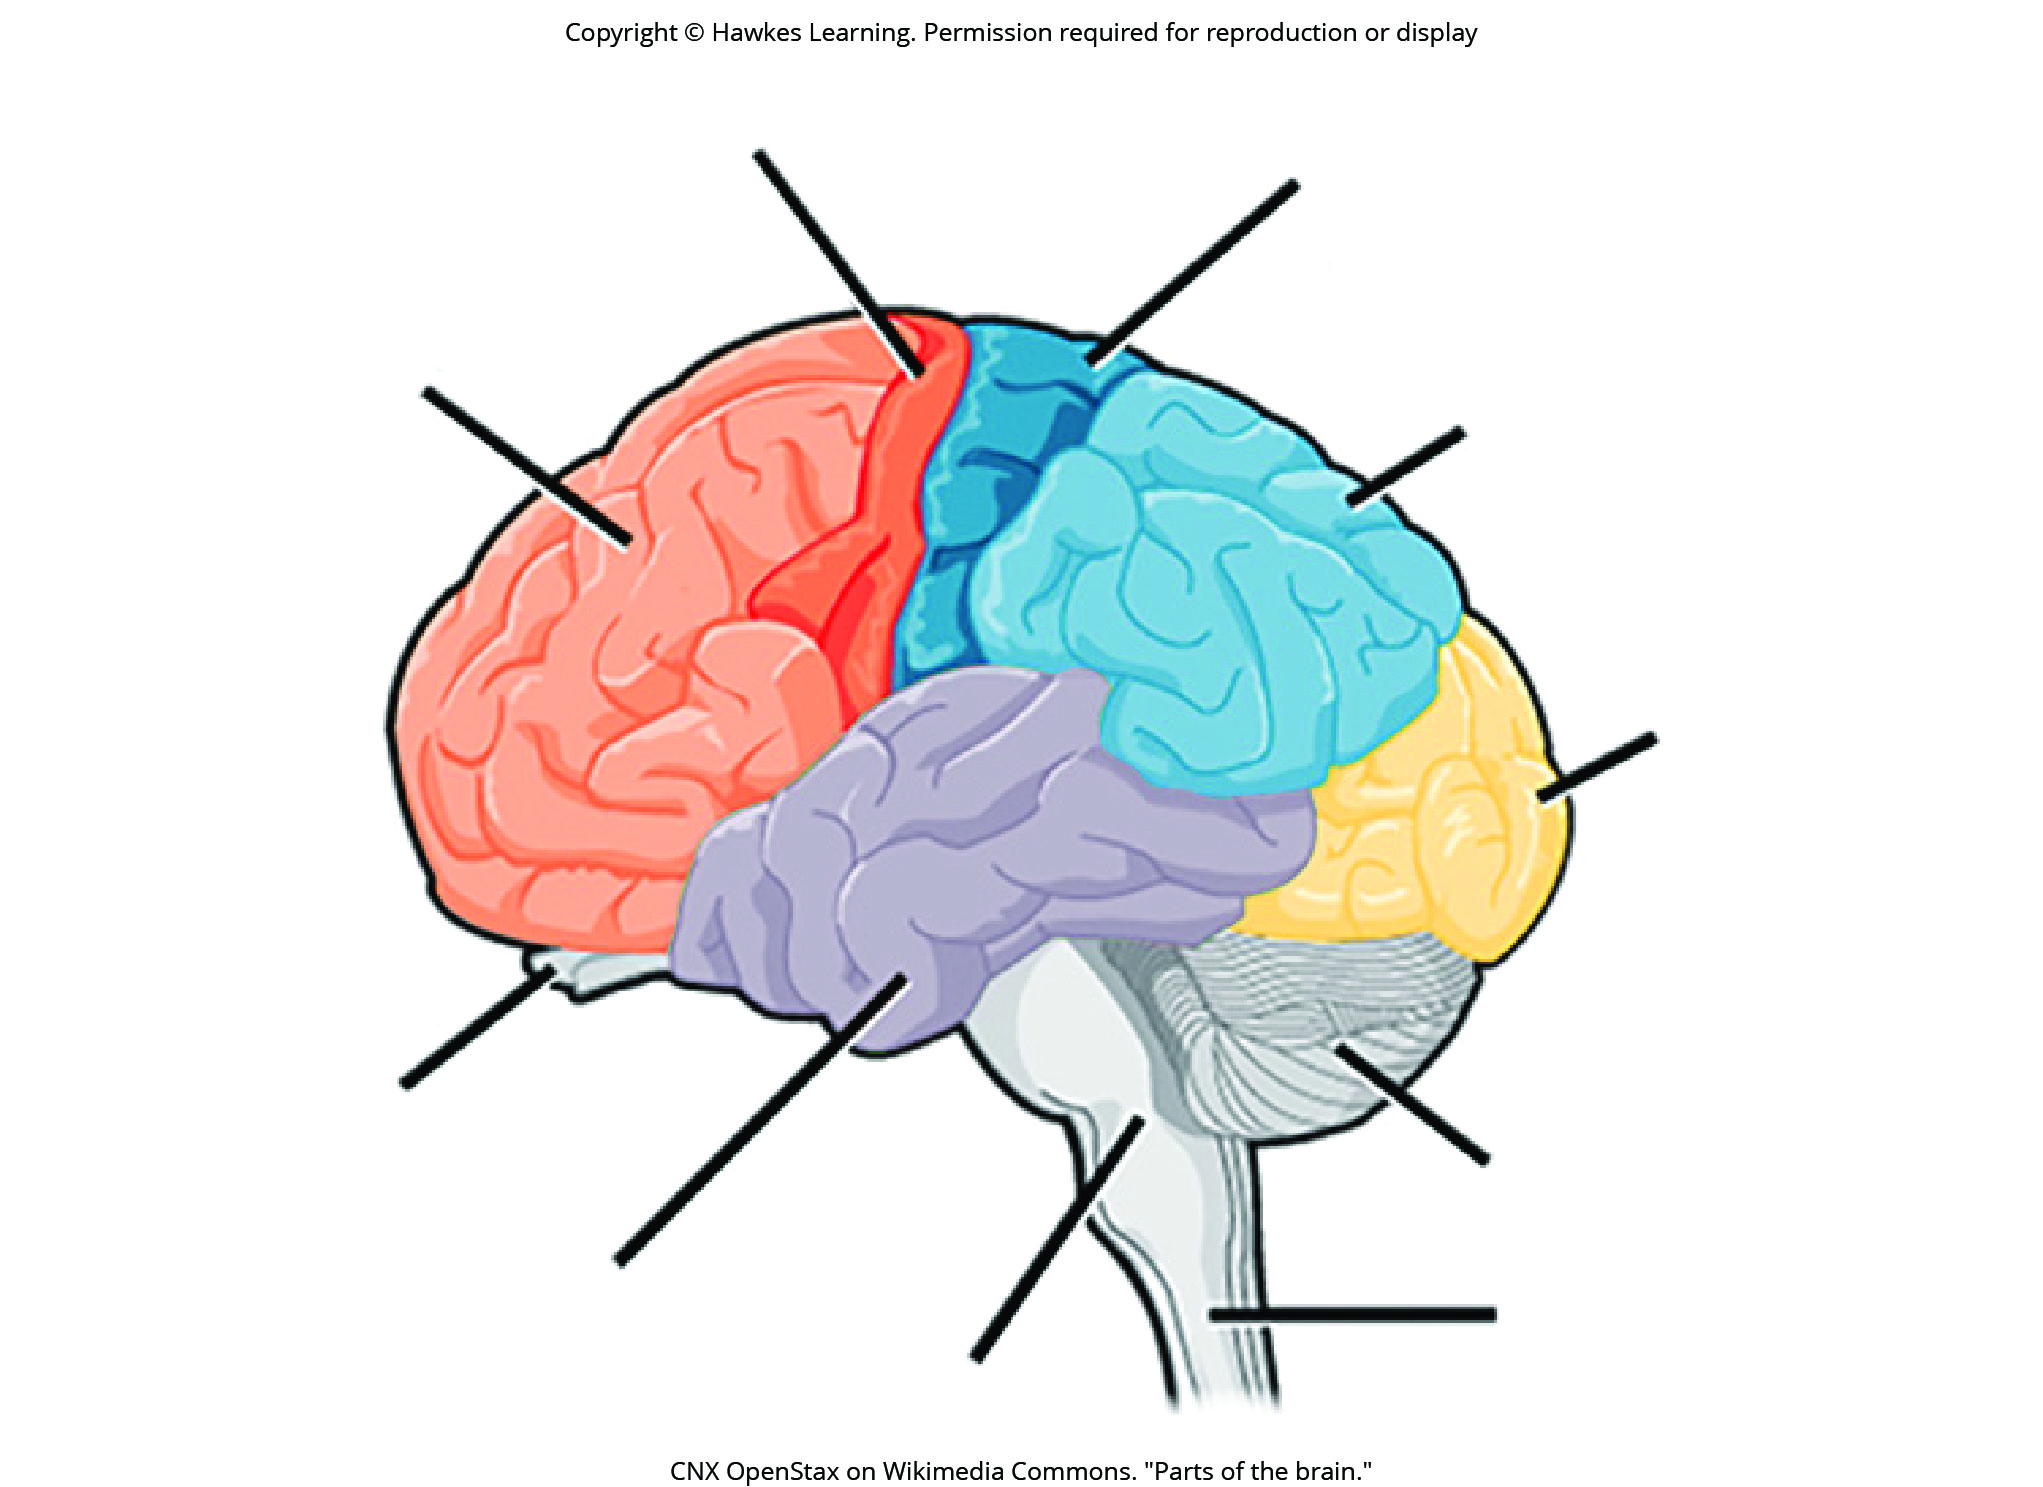 Copyright © Hawkes Learning. Permission required for reproduction or display
CNX OpenStax on Wikimedia Commons. "Parts of the brain."